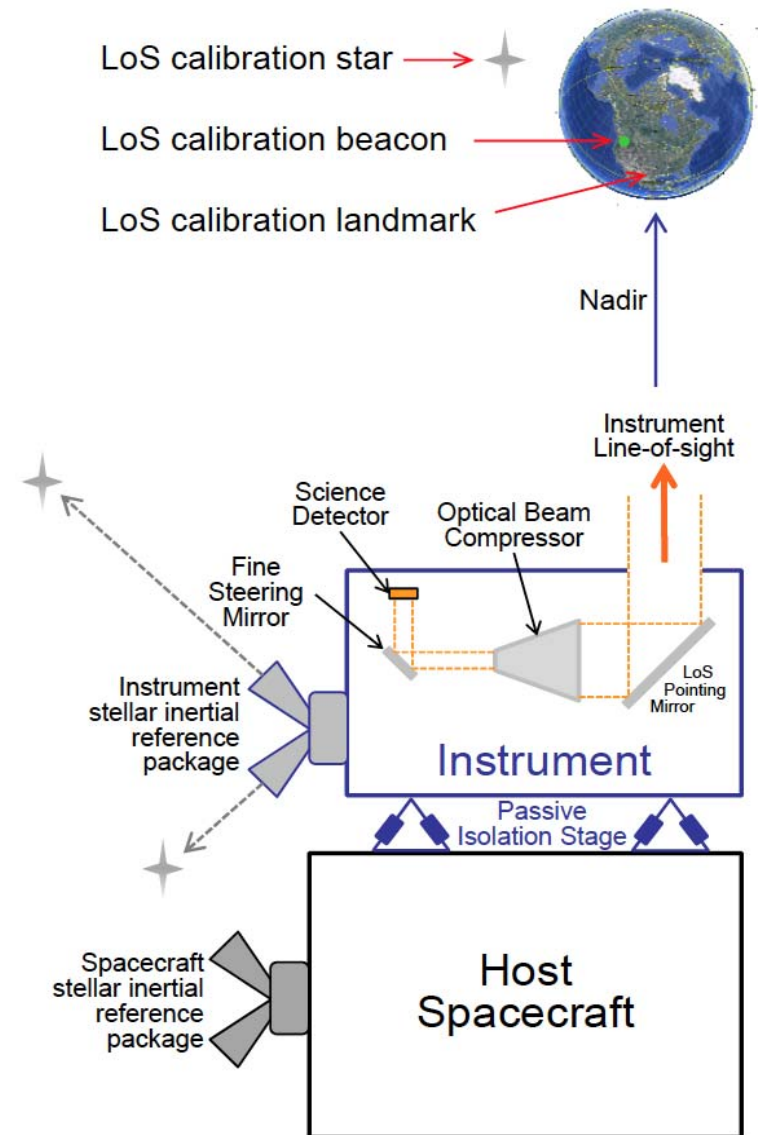 LoS calibration star
LoS calibration beacon
LoS calibration landmark
Nadir
Instrument
Line-of-sight
Science
Detector
Optical Beam
Compressor
Fine
Steering
Mirror
LoS
Pointing
Mirror
Instrument
stellar inertial
reference
package
Instrument
Passive
Isolation Stage
Spacecraft
stellar inertial
reference
package
Host
Spacecraft